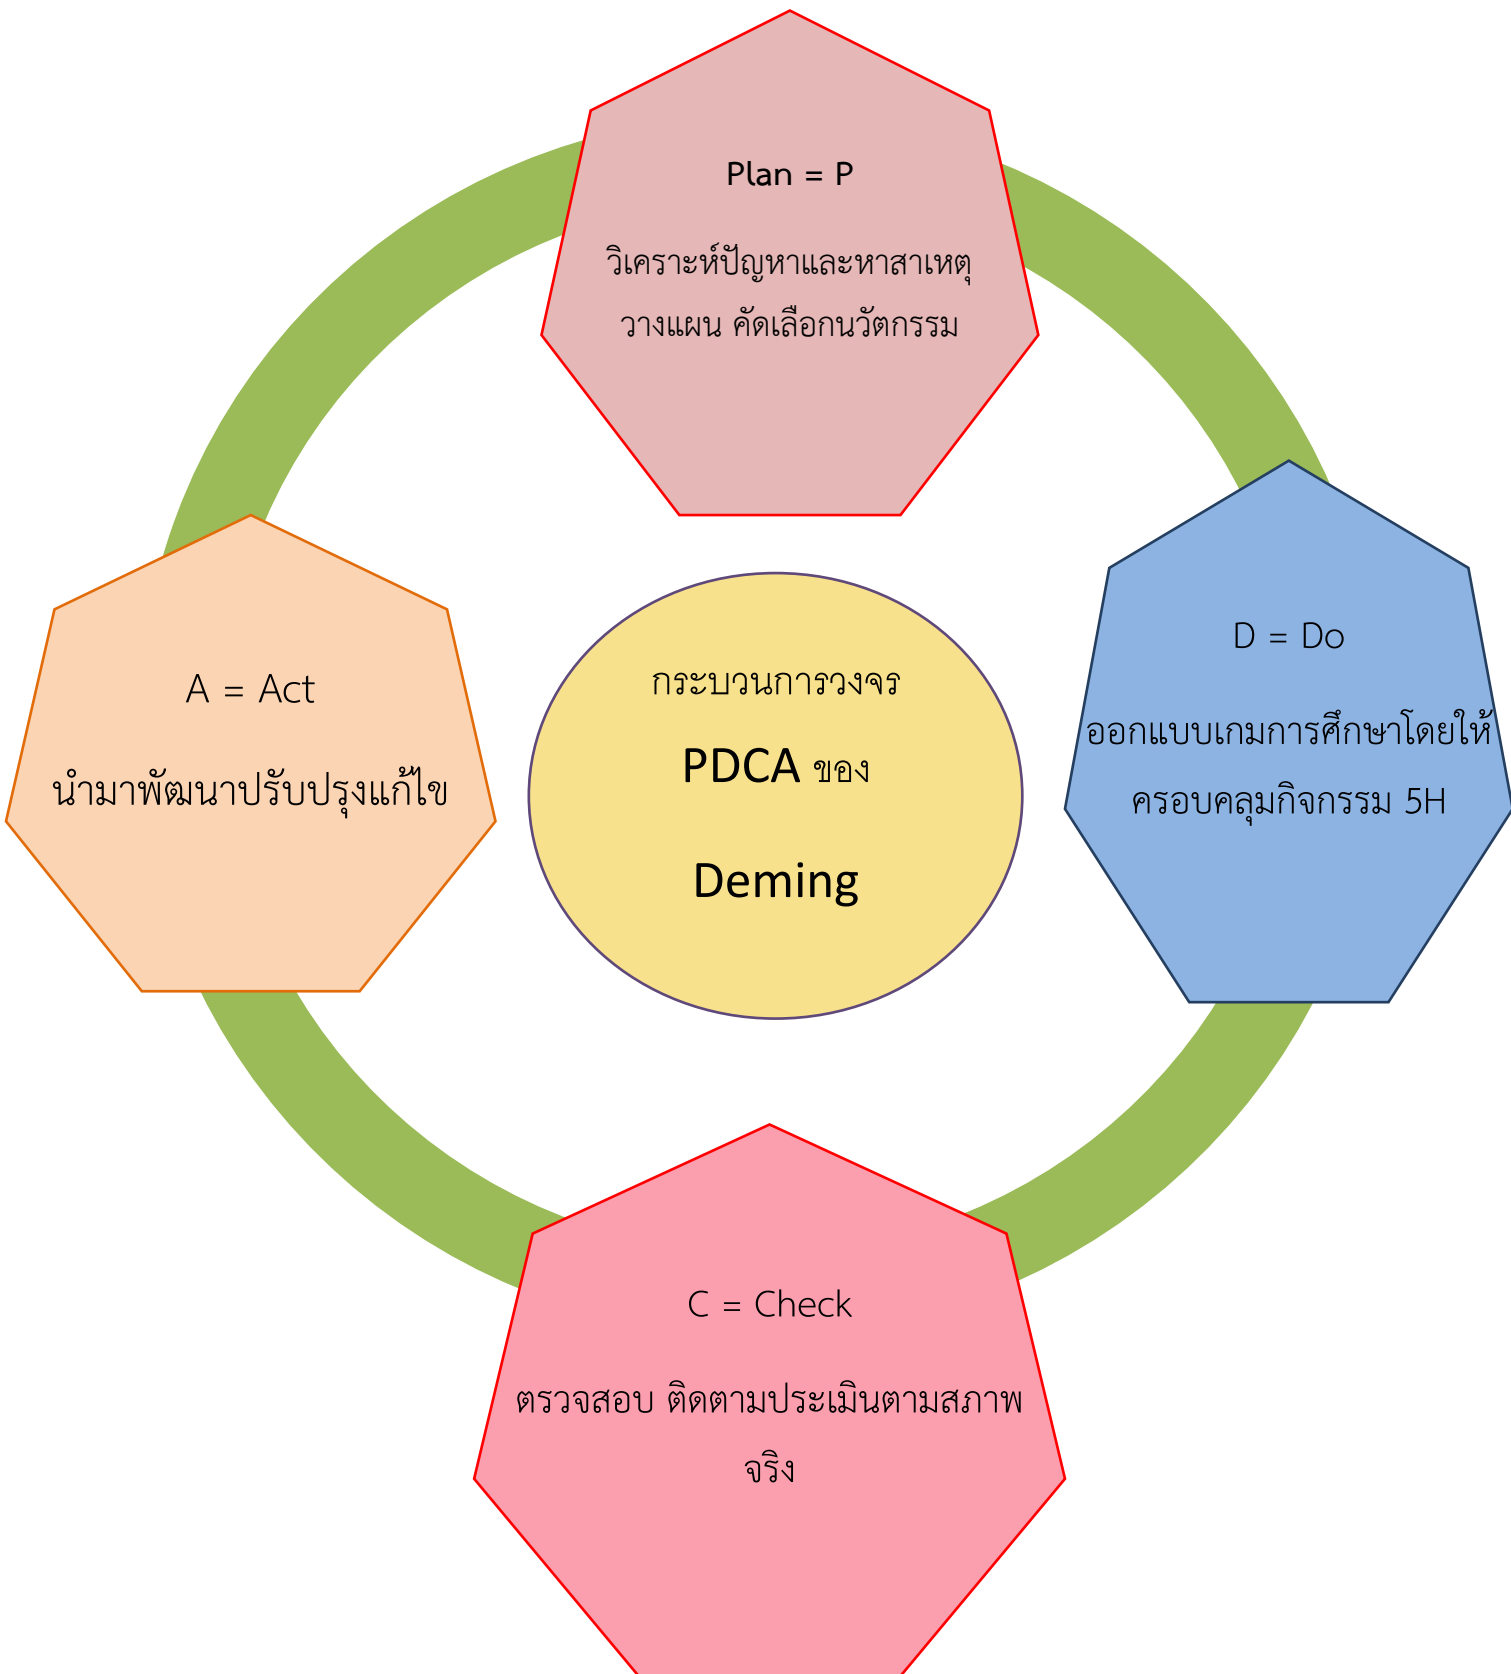 Plan = P
วิเคราะห์ปัญหาและหาสาเหตุ
วางแผน คัดเลือกนวัตกรรม
D = Do
ออกแบบเกมการศึกษาโดยให้
ครอบคลุมกิจกรรม 5H
A = Act
นำมาพัฒนาปรับปรุงแก้ไข
กระบวนการวงจร
PDCA ของ
Deming
C = Check
ตรวจสอบ ติดตามประเมินตามสภาพ
จริง